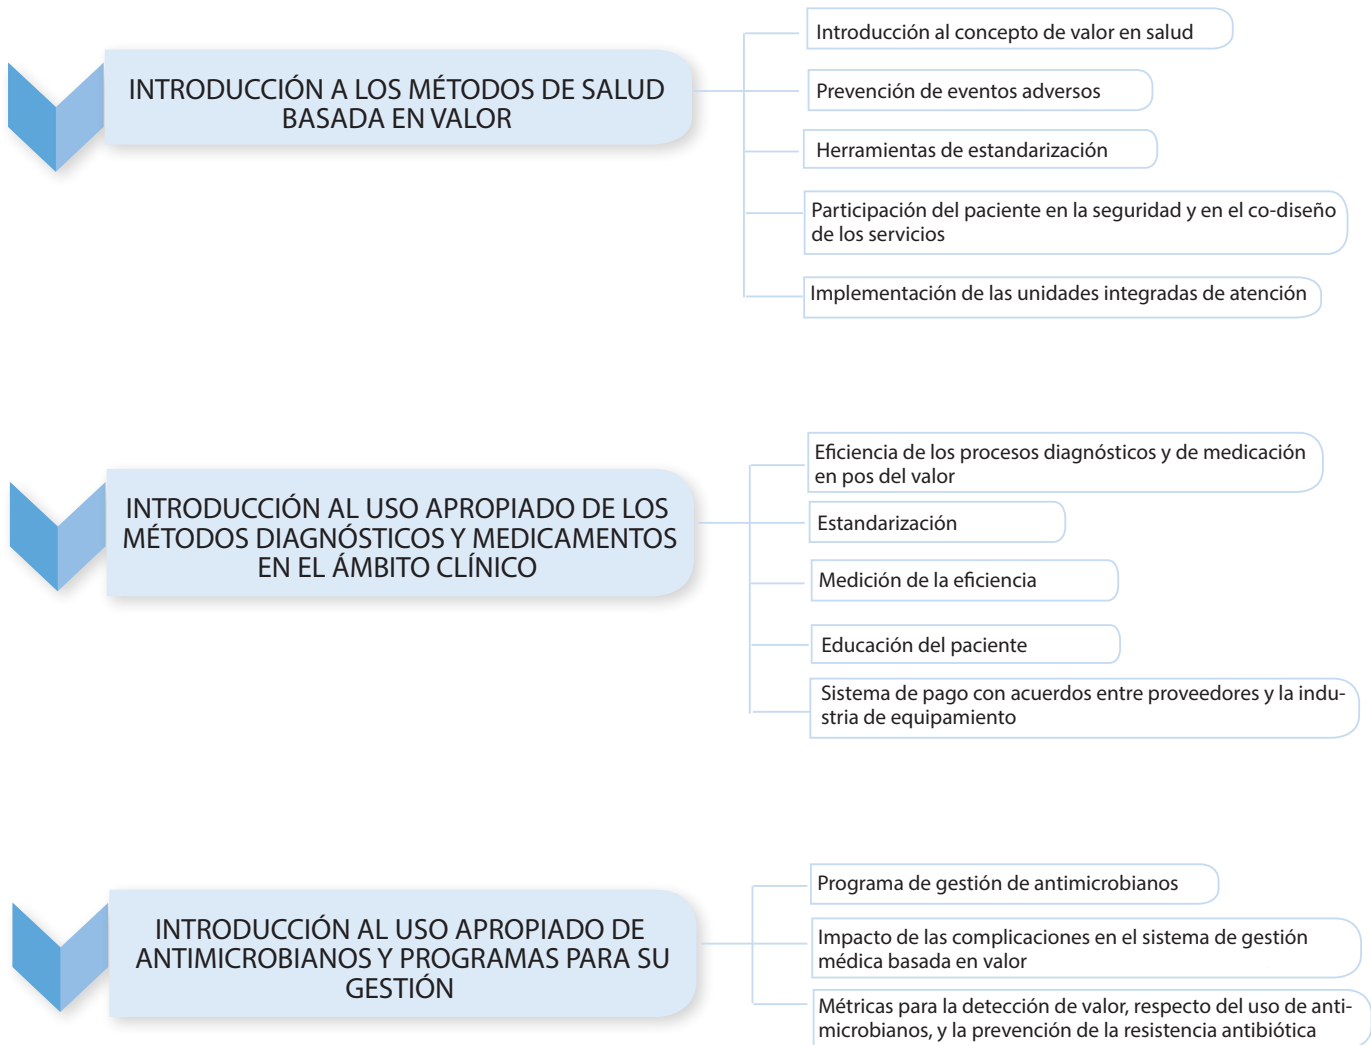 INTRODUCCIÓN A LOS MÉTODOS DE SALUD
BASADA EN VALOR
Introducción al concepto de valor en salud
Prevención de eventos adversos
Herramientas de estandarización
Participación del paciente en la seguridad y en el co-diseño
de los servicios
Implementación de las unidades integradas de atención
INTRODUCCIÓN AL USO APROPIADO DE LOS
MÉTODOS DIAGNÓSTICOS Y MEDICAMENTOS
EN EL ÁMBITO CLÍNICO
Eficiencia de los procesos diagnósticos y de medicación
en pos del valor
Estandarización
Medición de la eficiencia
Educación del paciente
Sistema de pago con acuerdos entre proveedores y la indu-
stria de equipamiento
INTRODUCCIÓN AL USO APROPIADO DE
ANTIMICROBIANOS Y PROGRAMAS PARA SU
GESTIÓN
Programa de gestión de antimicrobianos
Impacto de las complicaciones en el sistema de gestión
médica basada en valor
Métricas para la detección de valor, respecto del uso de anti-
microbianos, y la prevención de la resistencia antibiótica